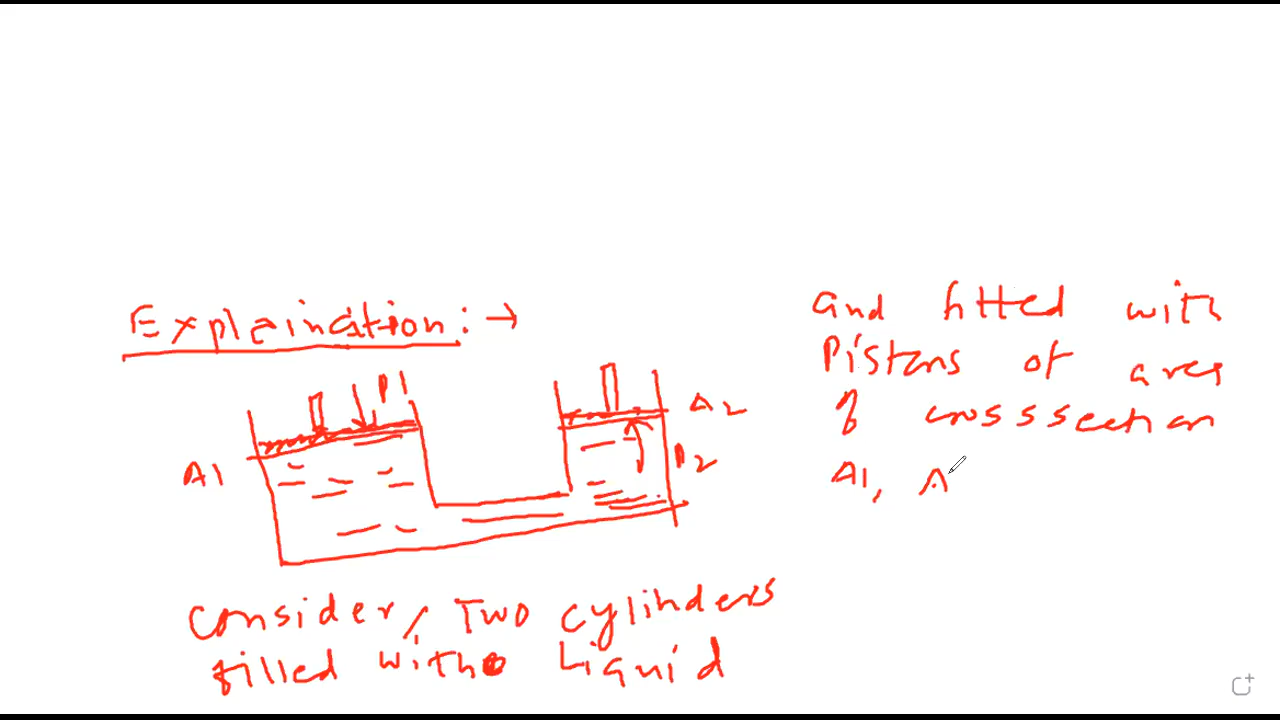 Explaination : →
P1
A1
A2
P2
Consider, Two cylinders
filled with Liquid
and fitted with
Pistons of area
of crosssection
A1, A